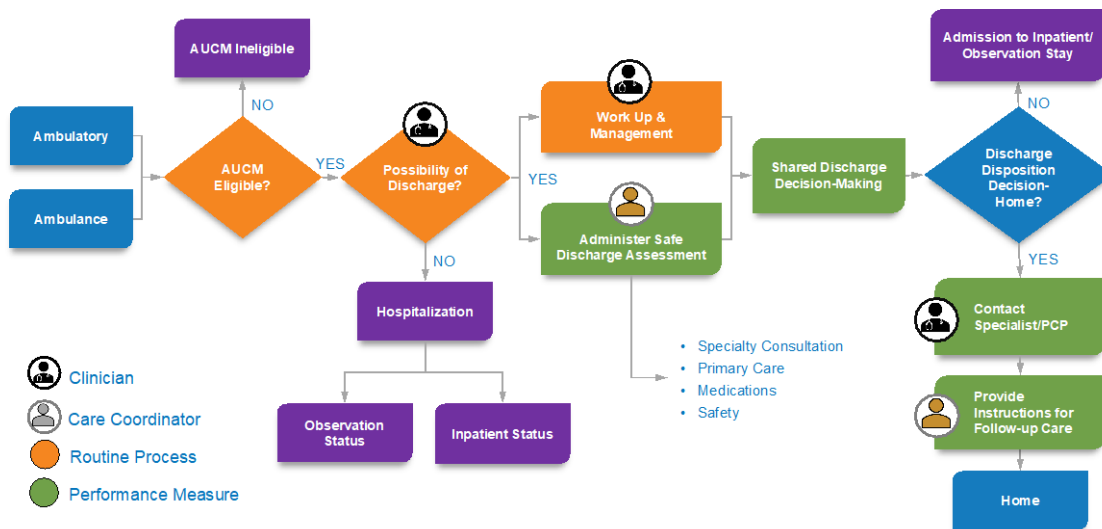 AUCM Ineligible
Admission to Inpatient/
Observation Stay
NO
NO
Ambulatory
Ambulance
AUCM
Eligible?
YES
Possibility of
Discharge?
YES
Work Up &
Management
Administer Safe
Discharge Assessment
Shared Discharge
Decision-Making
Discharge
Disposition
Decision-
Home?
NO
YES
Hospitalization
Observation
Status
Inpatient Status
• Specialty Consultation
• Primary Care
• Medications
• Safety
Contact
Specialist/PCP
Provide
Instructions for
Follow-up Care
Home
Clinician
Care Coordinator
Routine Process
Performance Measure